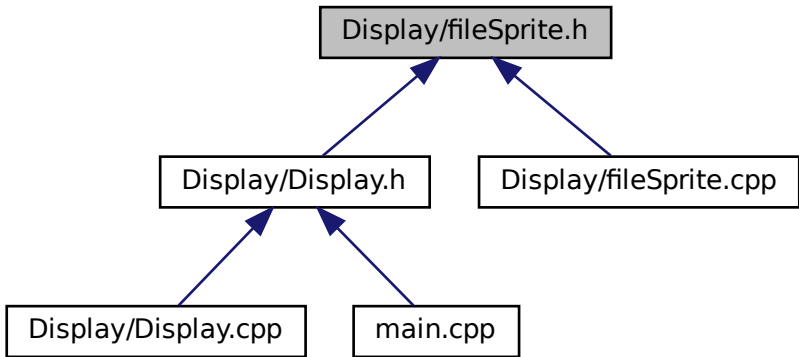 Display/fileSprite.h
Display/Display.h
Display/fileSprite.cpp
Display/Display.cpp
main.cpp